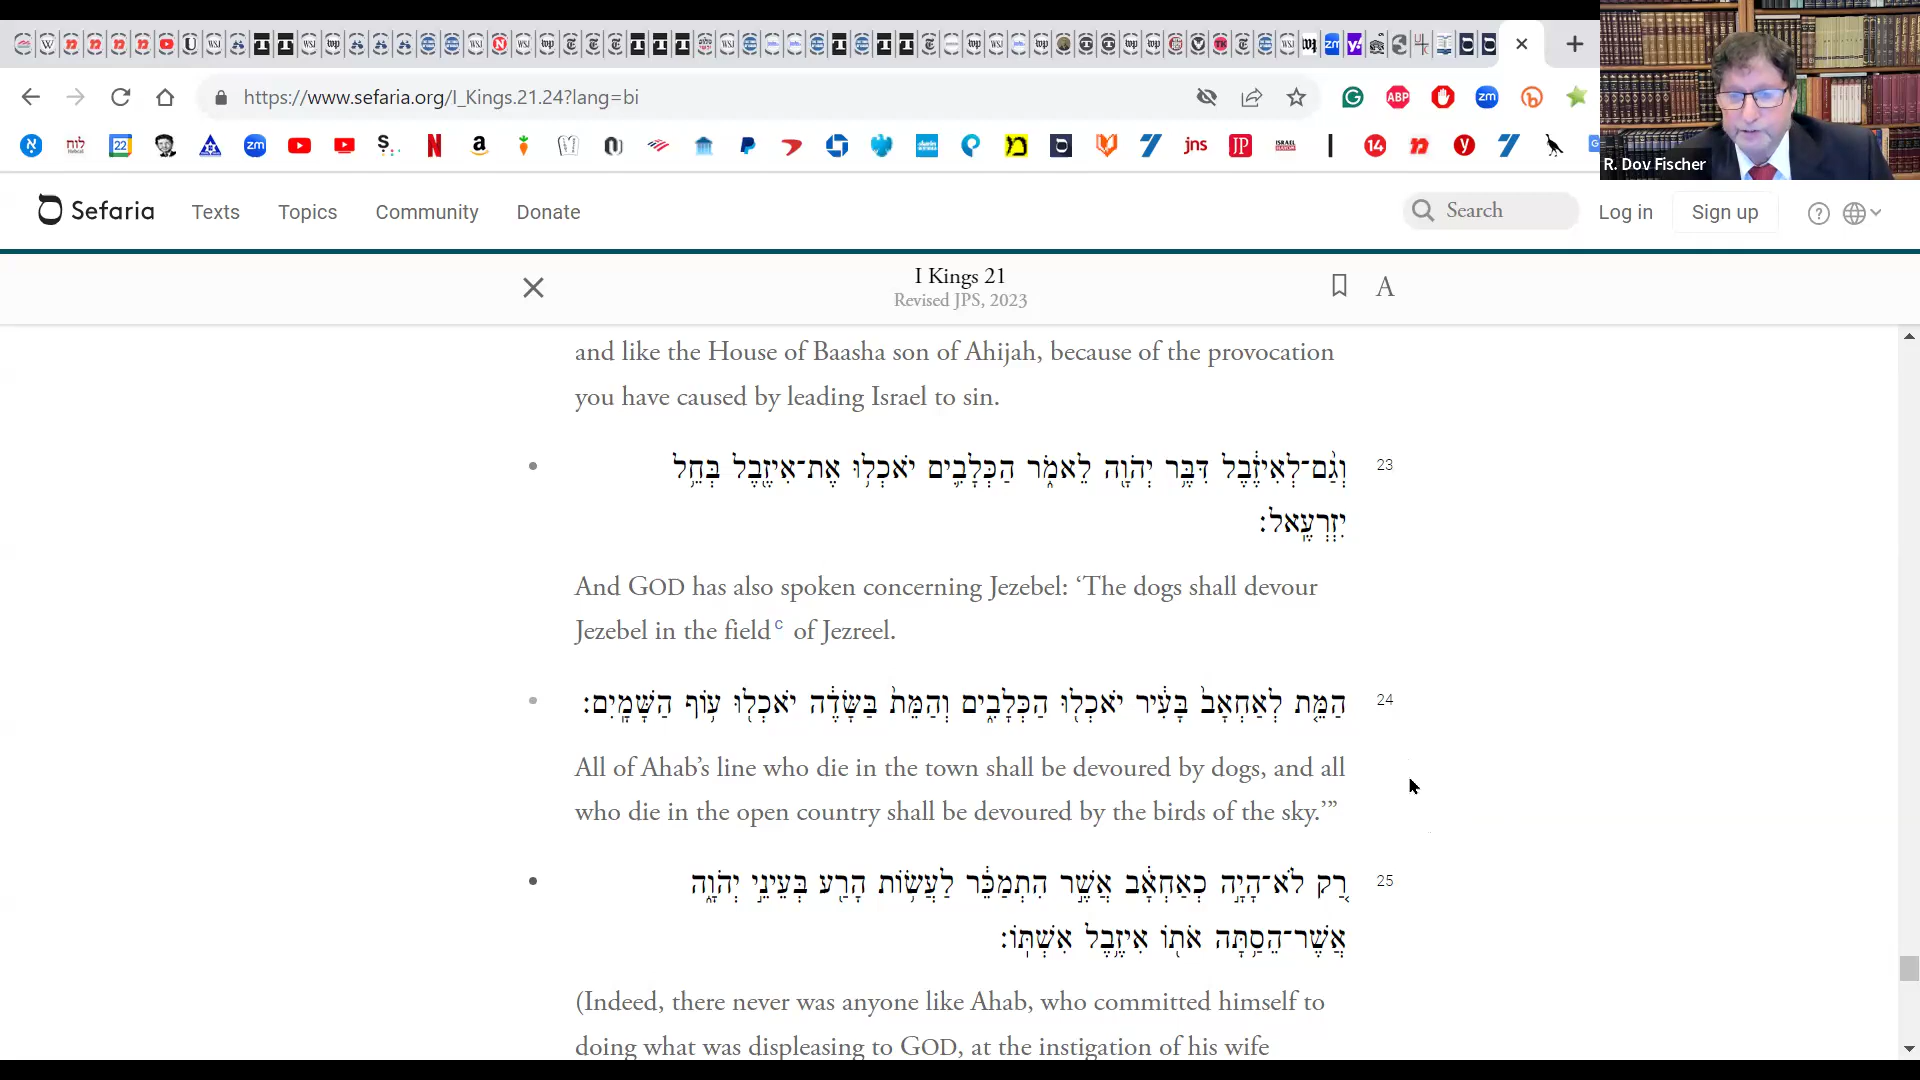 https://www.sefaria.org/I_Kings.21.24?lang=bi
R. Dov Fischer
Sefaria
Texts
Topics
Community
Donate
Search
Log in
Sign up
I Kings 21
Revised JPS, 2023
A
and like the House of Baasha son of Ahijah, because of the provocation
you have caused by leading Israel to sin.
23
וְגַ֨ם־לְאִיזֶ֔בֶל דִּבֶּ֥ר יְהֹוָ֖ה לֵאמֹ֑ר הַכְּלָבִ֛ים יֹאכְל֥וּ אֶת־אִיזֶ֖בֶל בְּחֵ֥ל
יִזְרְעֶֽאל׃
And GOD has also spoken concerning Jezebel: ‘The dogs shall devour
Jezebel in the field c of Jezreel.
24
הַמֵּ֤ת לְאַחְאָב֙ בָּעִ֔יר יֹאכְל֖וּ הַכְּלָבִ֑ים וְהַמֵּת֙ בַּשָּׂדֶ֔ה יֹאכְל֖וּ ע֥וֹף הַשָּׁמָֽיִם׃
All of Ahab’s line who die in the town shall be devoured by dogs, and all
who die in the open country shall be devoured by the birds of the sky.’”
25
רַ֚ק לֹא־הָיָ֣ה כְאַחְאָ֔ב אֲשֶׁ֣ר הִתְמַכֵּ֔ר לַעֲשׂ֥וֹת הָרַ֖ע בְּעֵינֵ֣י יְהֹוָ֑ה
אֲשֶׁר־הֵסַ֥תָּה אֹת֖וֹ אִיזֶ֥בֶל אִשְׁתּֽוֹ׃
(Indeed, there never was anyone like Ahab, who committed himself to
doing what was displeasing to GOD, at the instigation of his wife